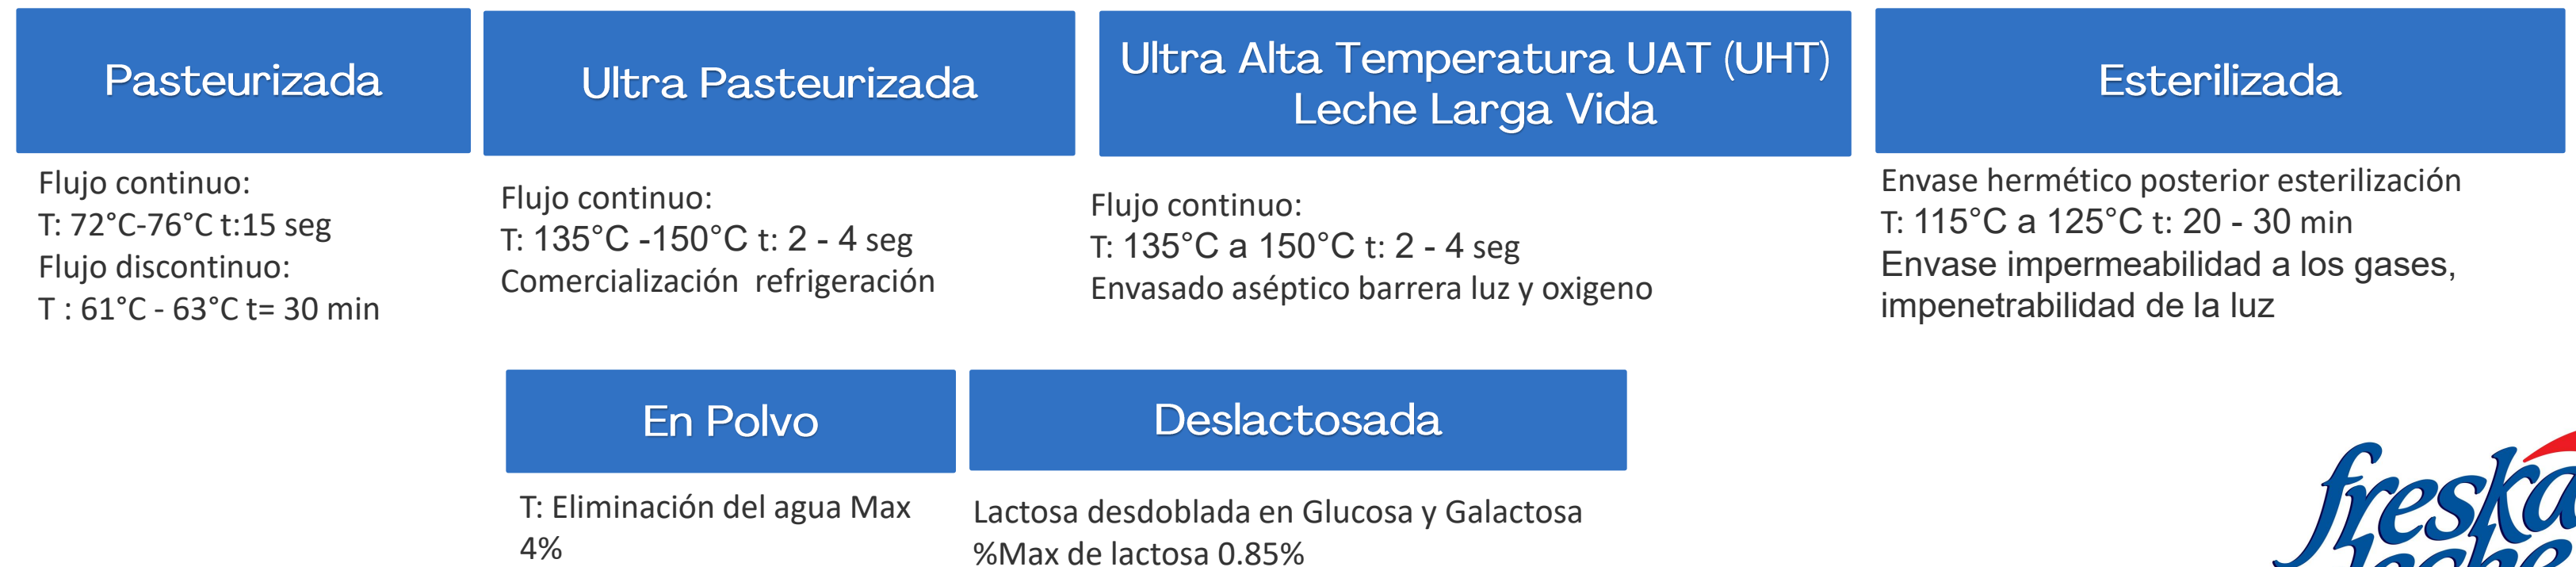 Pasteurizada
Flujo continuo:
T: 72°C-76°C t:15 seg
Flujo discontinuo:
T : 61°C - 63°C t= 30 min
Ultra Pasteurizada
Flujo continuo:
T: 135°C -150°C t: 2 - 4 seg
Comercialización  refrigeración
Ultra Alta Temperatura UAT (UHT)
Leche Larga Vida
Flujo continuo:
T: 135°C a 150°C t: 2 - 4 seg
Envasado aséptico barrera luz y oxigeno
Esterilizada
Envase hermético posterior esterilización
T: 115°C a 125°C t: 20 - 30 min
Envase impermeabilidad a los gases,
impenetrabilidad de la luz
En Polvo
T: Eliminación del agua Max
4%
Deslactosada
Lactosa desdoblada en Glucosa y Galactosa
%Max de lactosa 0.85%
freska
leche